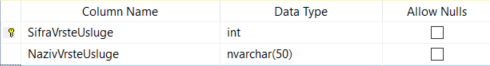 Column Name Data Type Allow Nulls
SifraVrsteUsluge int
NazivVrsteUsluge nvarchar(50)